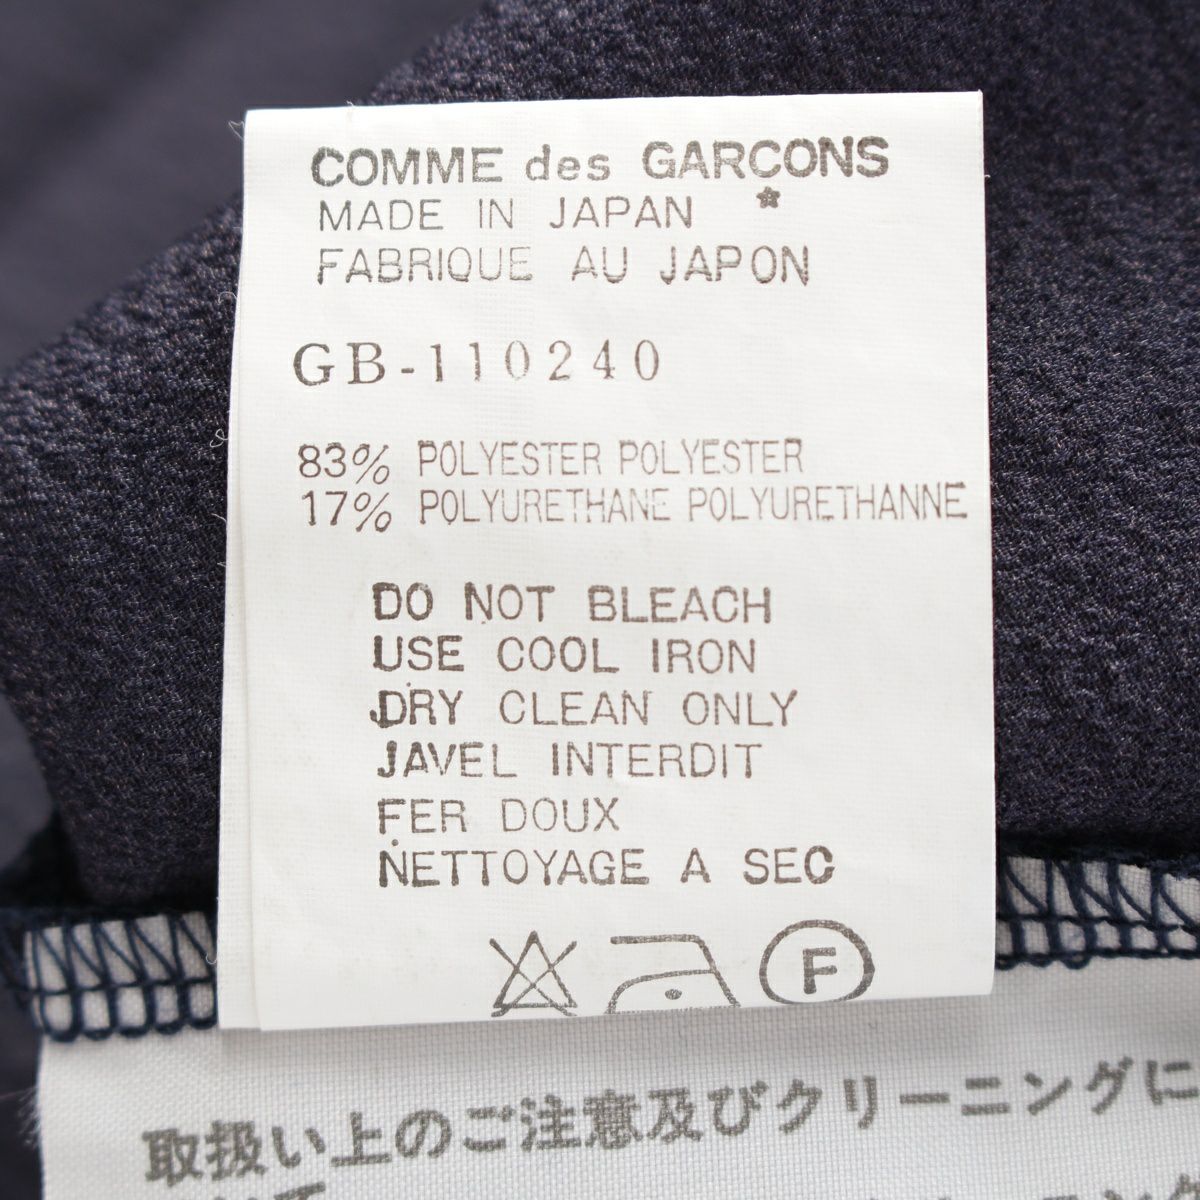 COMME des GARCONS
*
MADE IN JAPAN
FABRIQUE AU JAPON
GB-110240
83% POLYESTER POLYESTER
17% POLYURETHANE POLYURETHANNE
DO NOT BLEACH
USE COOL IRON
DRY CLEAN ONLY
JAVEL INTERDIT
FER DOUX
NETTOYAGE A SEC
F
取扱い上のご注意及びクリーニングに